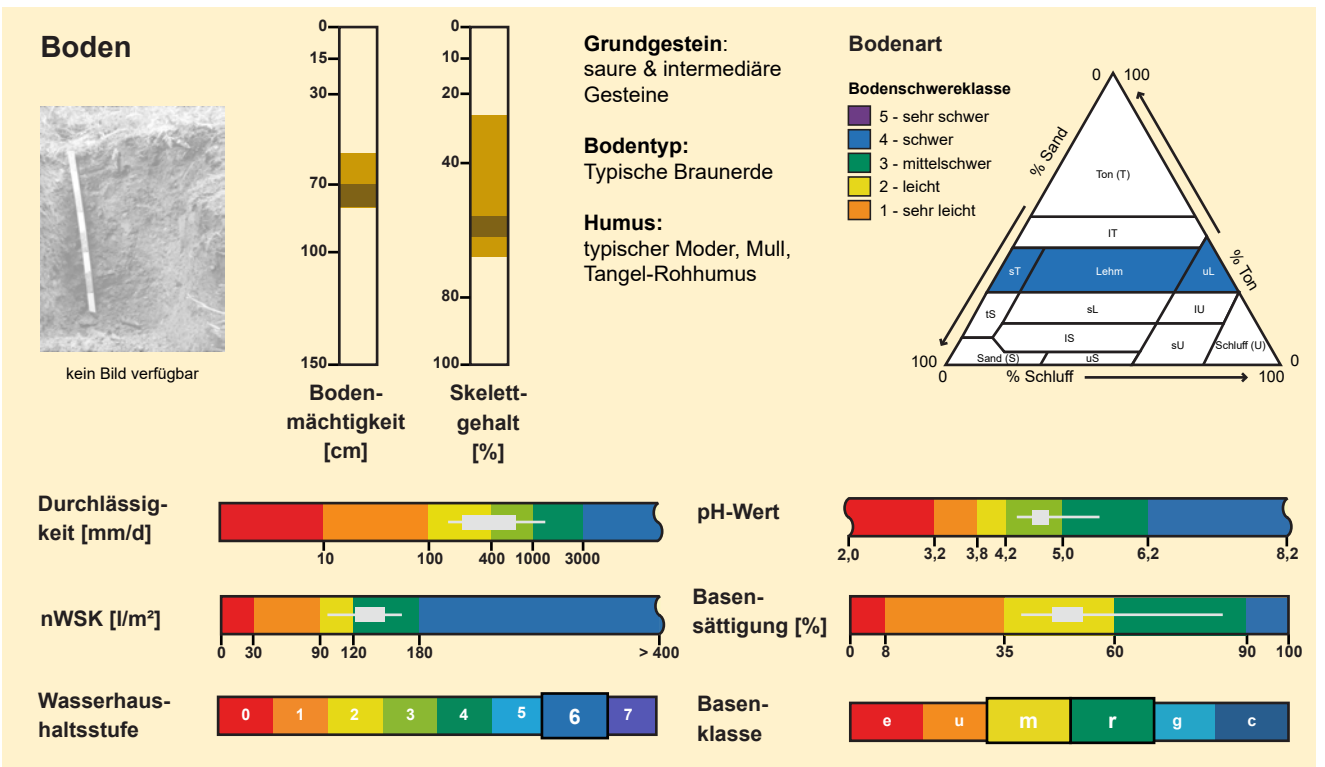 Boden
kein Bild verfügbar
0
15
30
70
100
150
Boden-
mächtigkeit
[cm]
0
10
20
40
80
100
Skelett-
gehalt
[%]
Grundgestein:
saure & intermediäre
Gesteine
Bodentyp:
Typische Braunerde
Humus:
typischer Moder, Mull,
Tangel-Rohhumus
Bodenart
Bodenschwereklasse
5 - sehr schwer
4 - schwer
3 - mittelschwer
2 - leicht
1 - sehr leicht
0 100
% Sand
% Ton
Ton (T)
lT
sT Lehm uL
tS sL lU
lS sU Schluff (U)
Sand (S) uS
100 0
0 % Schluff 100
Durchlässig-
keit [mm/d]
10 100 400 1000 3000
pH-Wert
2,0 3,2 3,8 4,2 5,0 6,2 8,2
nWSK [l/m²]
0 30 90 120 180 > 400
Basen-
sättigung [%]
0 8 35 60 90 100
Wasserhaus-
haltsstufe
0 1 2 3 4 5 6 7
Basen-
klasse
e u m r g c